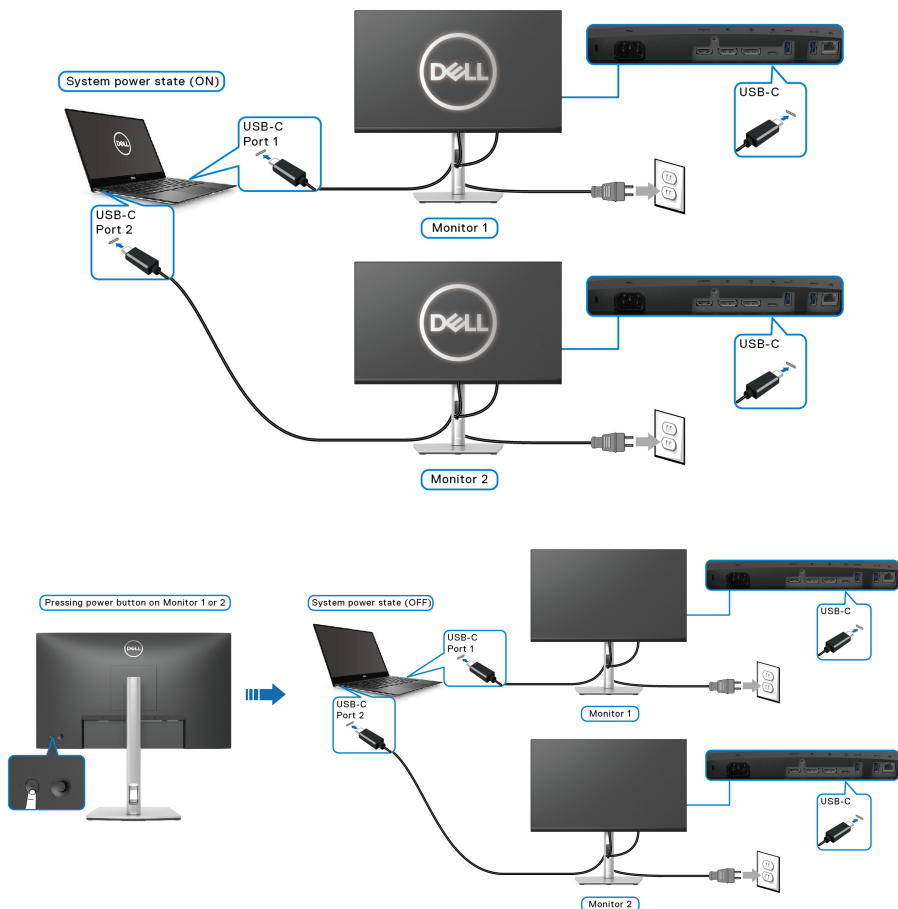 System power state (ON)
DELL
USB-C
Port 1
DELL
USB-C
Monitor 1
USB-C
Port 2
DELL
USB-C
Monitor 2
Pressing power button on Monitor 1 or 2
DELL
System power state (OFF)
USB-C
Port 1
USB-C
Monitor 1
USB-C
Port 2
USB-C
Monitor 2